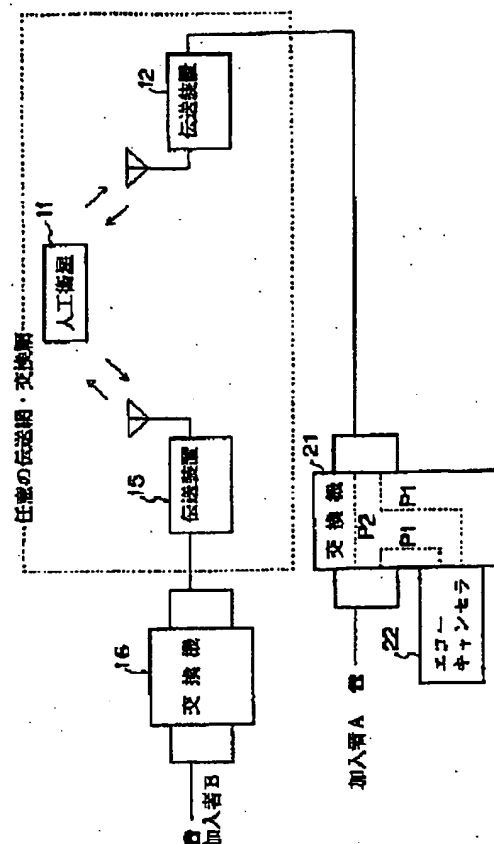 任意の伝送網・交換網
人工衛星
11
伝送装置
12
伝送装置
15
交換機
16
加入者B
交換機
21
P2
P1
P1
エコー
キャンセラ
22
加入者A